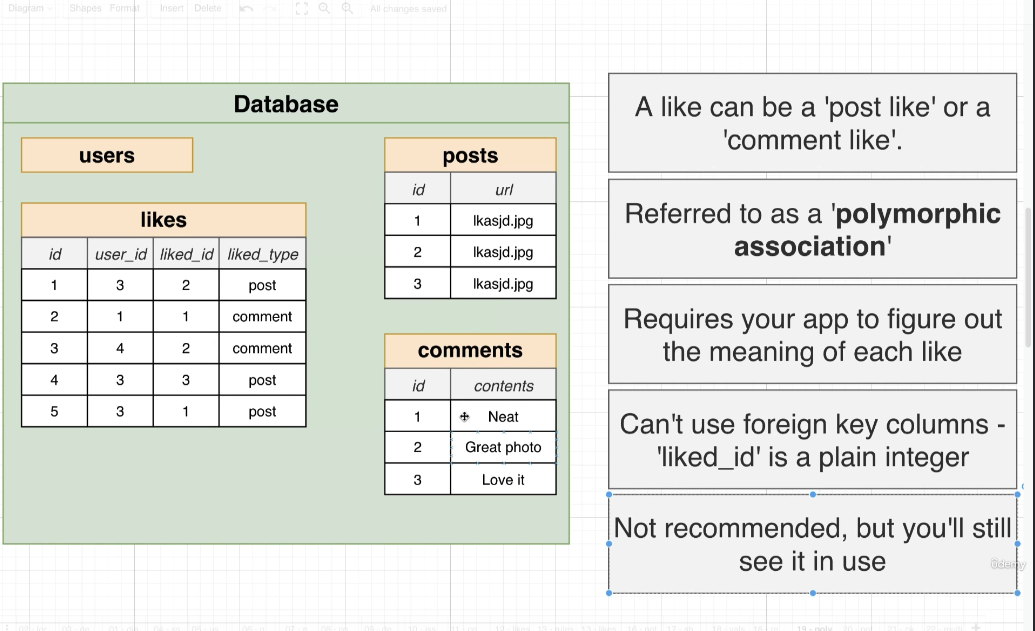 Diagram Shapes Format Insert Delete All changes saved
Database
users
likes
id user_id liked_id liked_type
1 3 2 post
2 1 1 comment
3 4 2 comment
4 3 3 post
5 3 1 post
posts
id url
1 lkasjd.jpg
2 lkasjd.jpg
3 lkasjd.jpg
comments
id contents
1 Neat
2 Great photo
3 Love it
A like can be a 'post like' or a
'comment like'.
Referred to as a 'polymorphic
association'
Requires your app to figure out
the meaning of each like
Can't use foreign key columns -
'liked_id' is a plain integer
Not recommended, but you'll still
see it in use
ûdemy